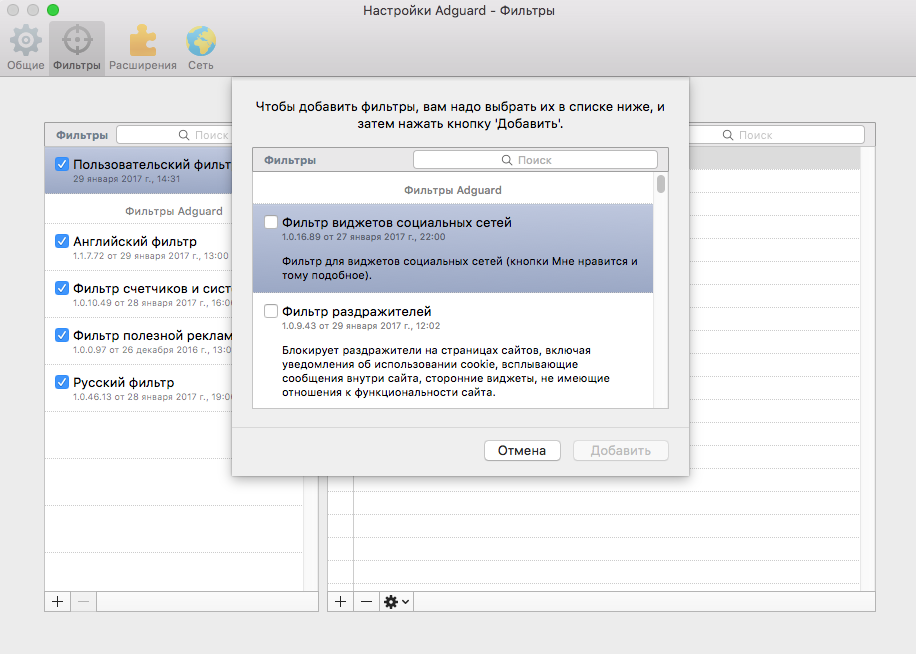 Настройки Adguard - Фильтры
Общие
Фильтры
Расширения
Сеть
Фильтры
Поиск
Пользовательский фильт
29 января 2017 г., 14:31
Фильтры Adguard
Английский фильтр
1.1.7.72 от 29 января 2017 г., 13:00
Фильтр счетчиков и сист
1.0.10.49 от 28 января 2017 г., 16:00
Фильтр полезной реклам
1.0.0.97 от 26 декабря 2016 г., 13:0
Русский фильтр
1.0.46.13 от 28 января 2017 г., 19:00
Чтобы добавить фильтры, вам надо выбрать их в списке ниже, и
затем нажать кнопку 'Добавить'.
Фильтры
Поиск
Фильтры Adguard
Фильтр виджетов социальных сетей
1.0.16.89 от 27 января 2017 г., 22:00
Фильтр для виджетов социальных сетей (кнопки Мне нравится и
тому подобное).
Фильтр раздражителей
1.0.9.43 от 29 января 2017 г., 12:02
Блокирует раздражители на страницах сайтов, включая
уведомления об использовании cookie, всплывающие
сообщения внутри сайта, сторонние виджеты, не имеющие
отношения к функциональности сайта.
Отмена
Добавить
Поиск